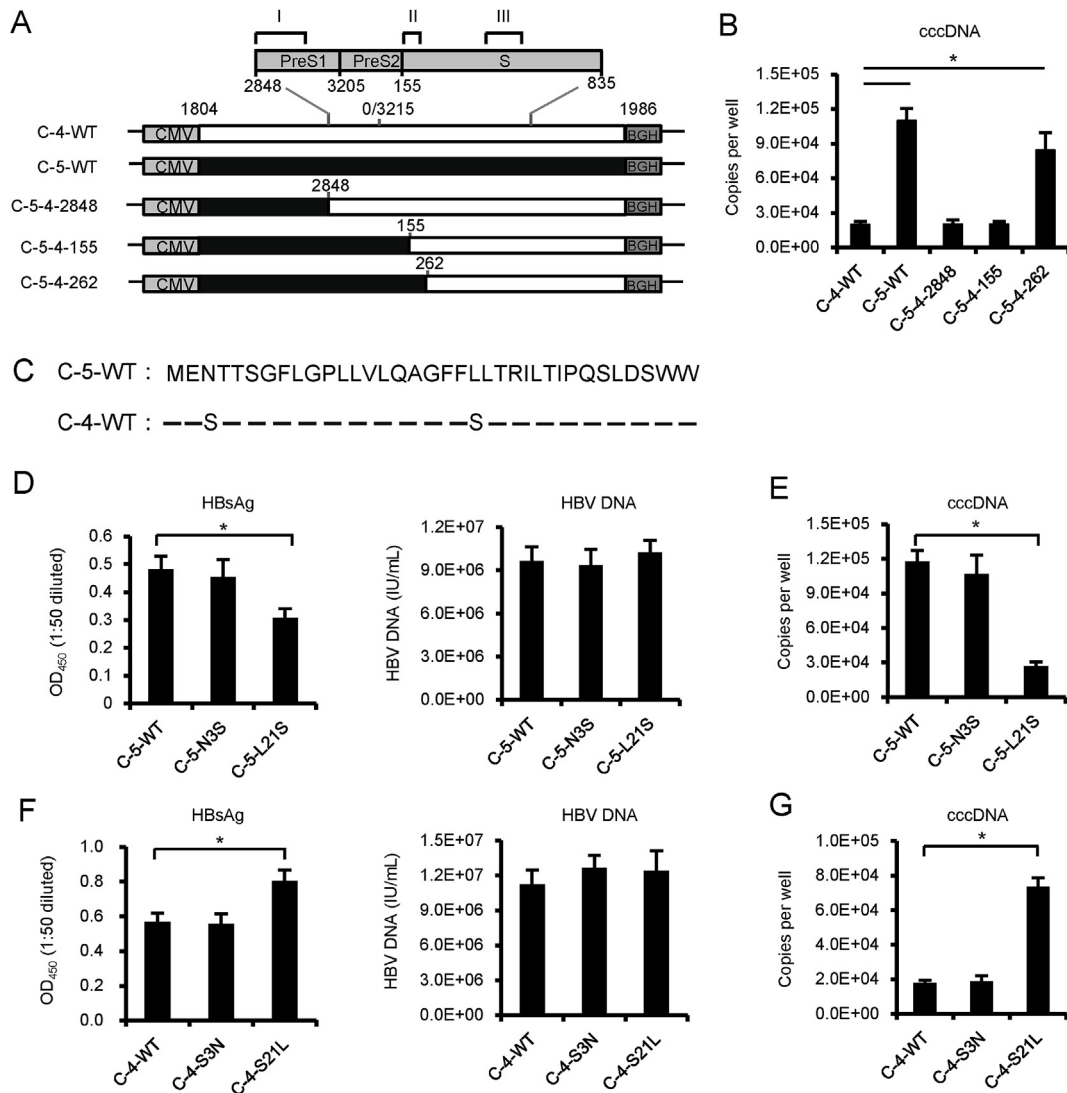 A
I II III
PreS1 PreS2 S
2848 3205 155 835
1804 0/3215 1986
C-4-WT CMV BGH
C-5-WT CMV BGH
2848
C-5-4-2848 CMV BGH
155
C-5-4-155 CMV BGH
262
C-5-4-262 CMV BGH
B
cccDNA
*
Copies per well
1.5E+05
1.2E+05
9.0E+04
6.0E+04
3.0E+04
0.0E+00
C-4-WT C-5-WT C-5-4-2848 C-5-4-155 C-5-4-262
C
C-5-WT : MENTTSGFLGPLLVLQAGFFLLTRILTIPQSLDSWW
C-4-WT : — — S — — — — — — — — — — — — — — — — — S — — — — — — — — — — — — — — —
D
HBsAg
*
OD450 (1:50 diluted)
0.6
0.5
0.4
0.3
0.2
0.1
0
C-5-WT C-5-N3S C-5-L21S
HBV DNA
HBV DNA (IU/mL)
1.2E+07
9.0E+06
6.0E+06
3.0E+06
0.0E+00
C-5-WT C-5-N3S C-5-L21S
E
cccDNA
*
Copies per well
1.5E+05
1.2E+05
9.0E+04
6.0E+04
3.0E+04
0.0E+00
C-5-WT C-5-N3S C-5-L21S
F
HBsAg
*
OD450 (1:50 diluted)
1.0
0.8
0.6
0.4
0.2
0.0
C-4-WT C-4-S3N C-4-S21L
HBV DNA
HBV DNA (IU/mL)
1.5E+07
1.2E+07
9.0E+06
6.0E+06
3.0E+06
0.0E+00
C-4-WT C-4-S3N C-4-S21L
G
cccDNA
*
Copies per well
1.0E+05
8.0E+04
6.0E+04
4.0E+04
2.0E+04
0.0E+00
C-4-WT C-4-S3N C-4-S21L